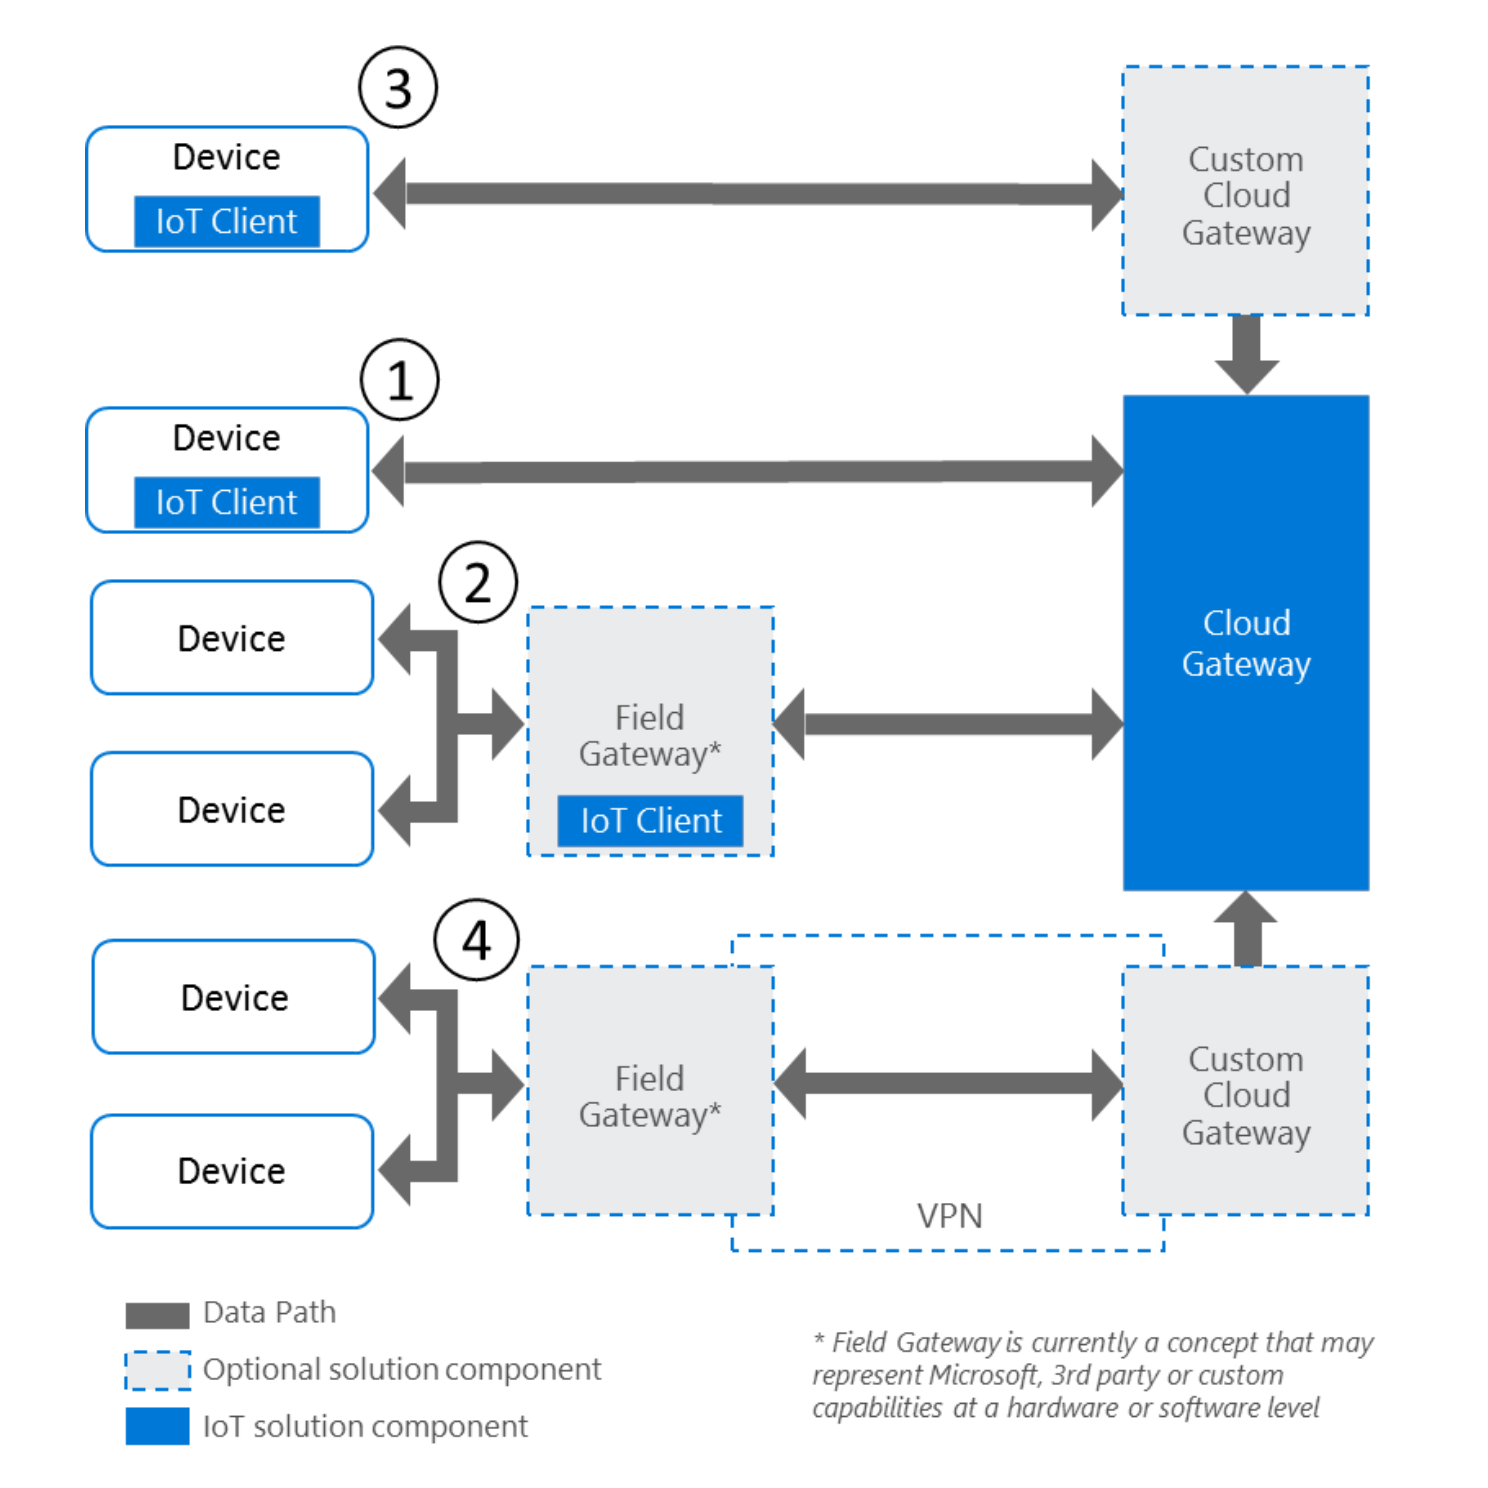 3
Device
IoT Client
Custom
Cloud
Gateway
1
Device
IoT Client
2
Device
Device
Field
Gateway*
IoT Client
Cloud
Gateway
4
Device
Device
Field
Gateway*
VPN
Custom
Cloud
Gateway
Data Path
Optional solution component
IoT solution component
* Field Gateway is currently a concept that may
represent Microsoft, 3rd party or custom
capabilities at a hardware or software level